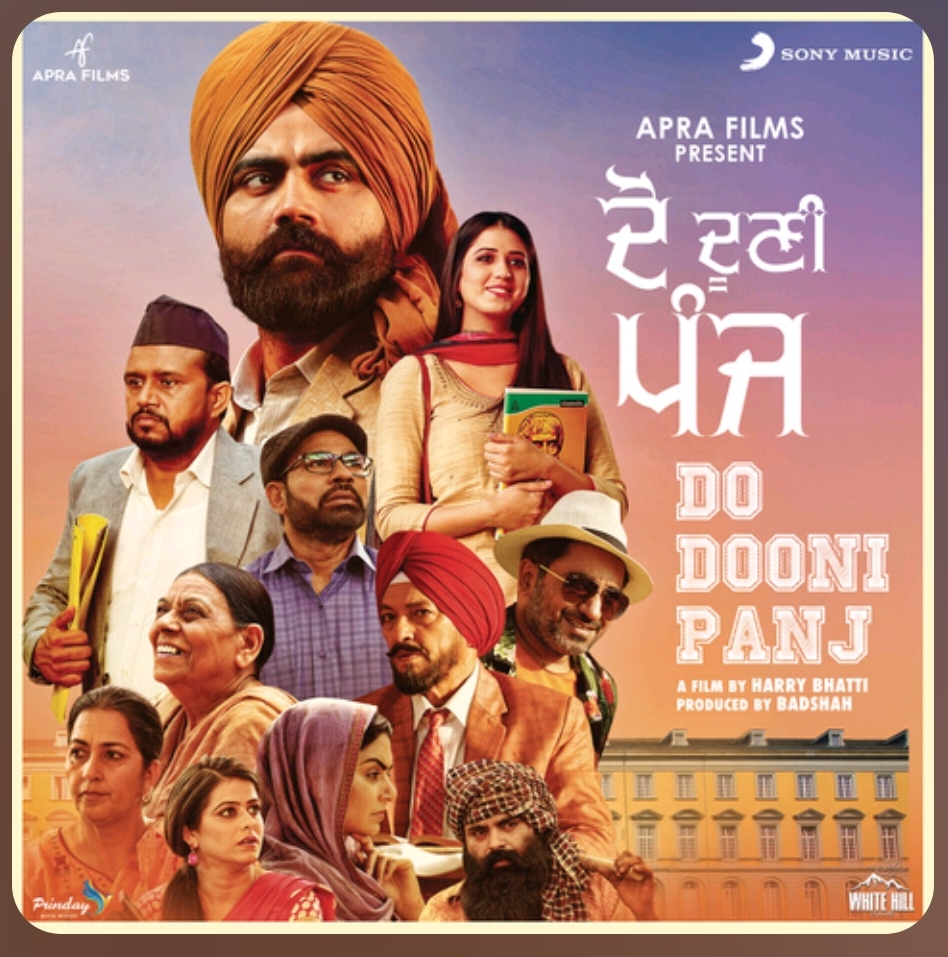 APRA FILMS
SONY MUSIC
APRA FILMS
PRESENT
ਦੋ ਦੂਣੀ
ਪੰਜ
DO
DOONI
PANJ
A FILM BY HARRY BHATTI
PRODUCED BY BADSHAH
Prinday
WHITE HILL